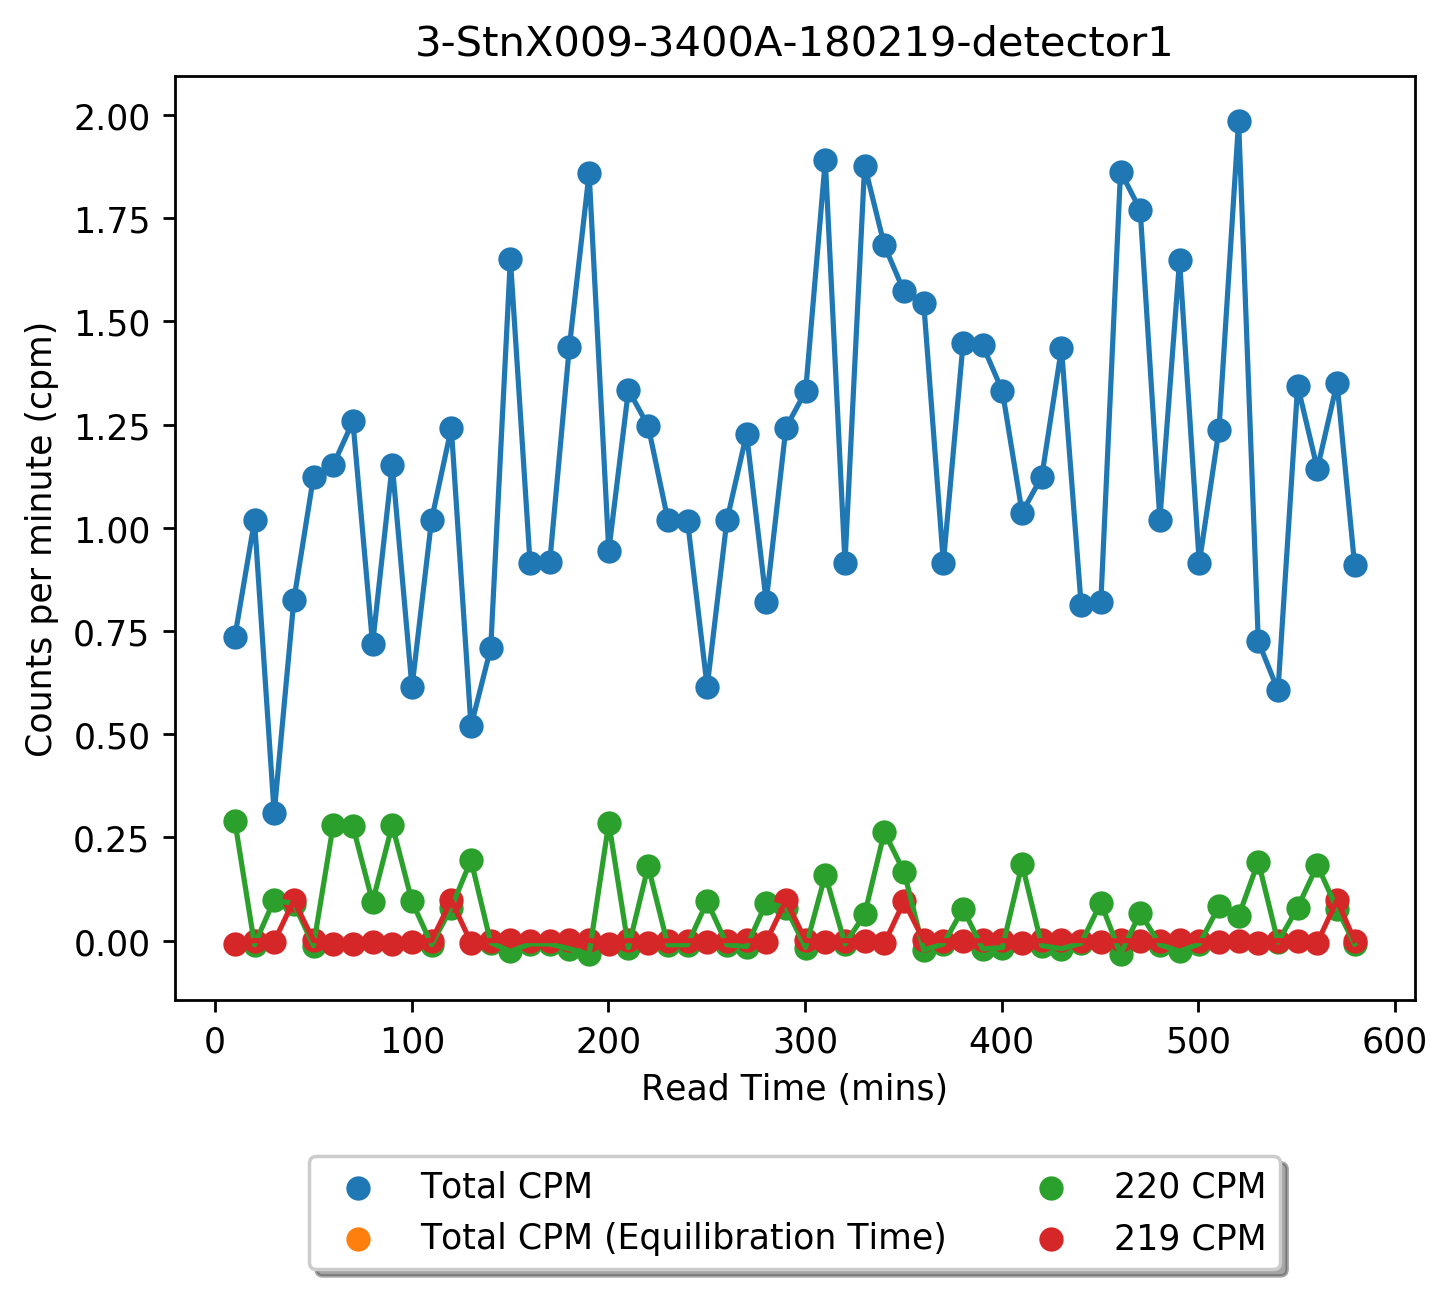 3-StnX009-3400A-180219-detector1
2.00
1.75
1.50
1.25
1.00
0.75
0.50
0.25
0.00
Counts per minute (cpm)
0 100 200 300 400 500 600
Read Time (mins)
Total CPM
Total CPM (Equilibration Time)
220 CPM
219 CPM